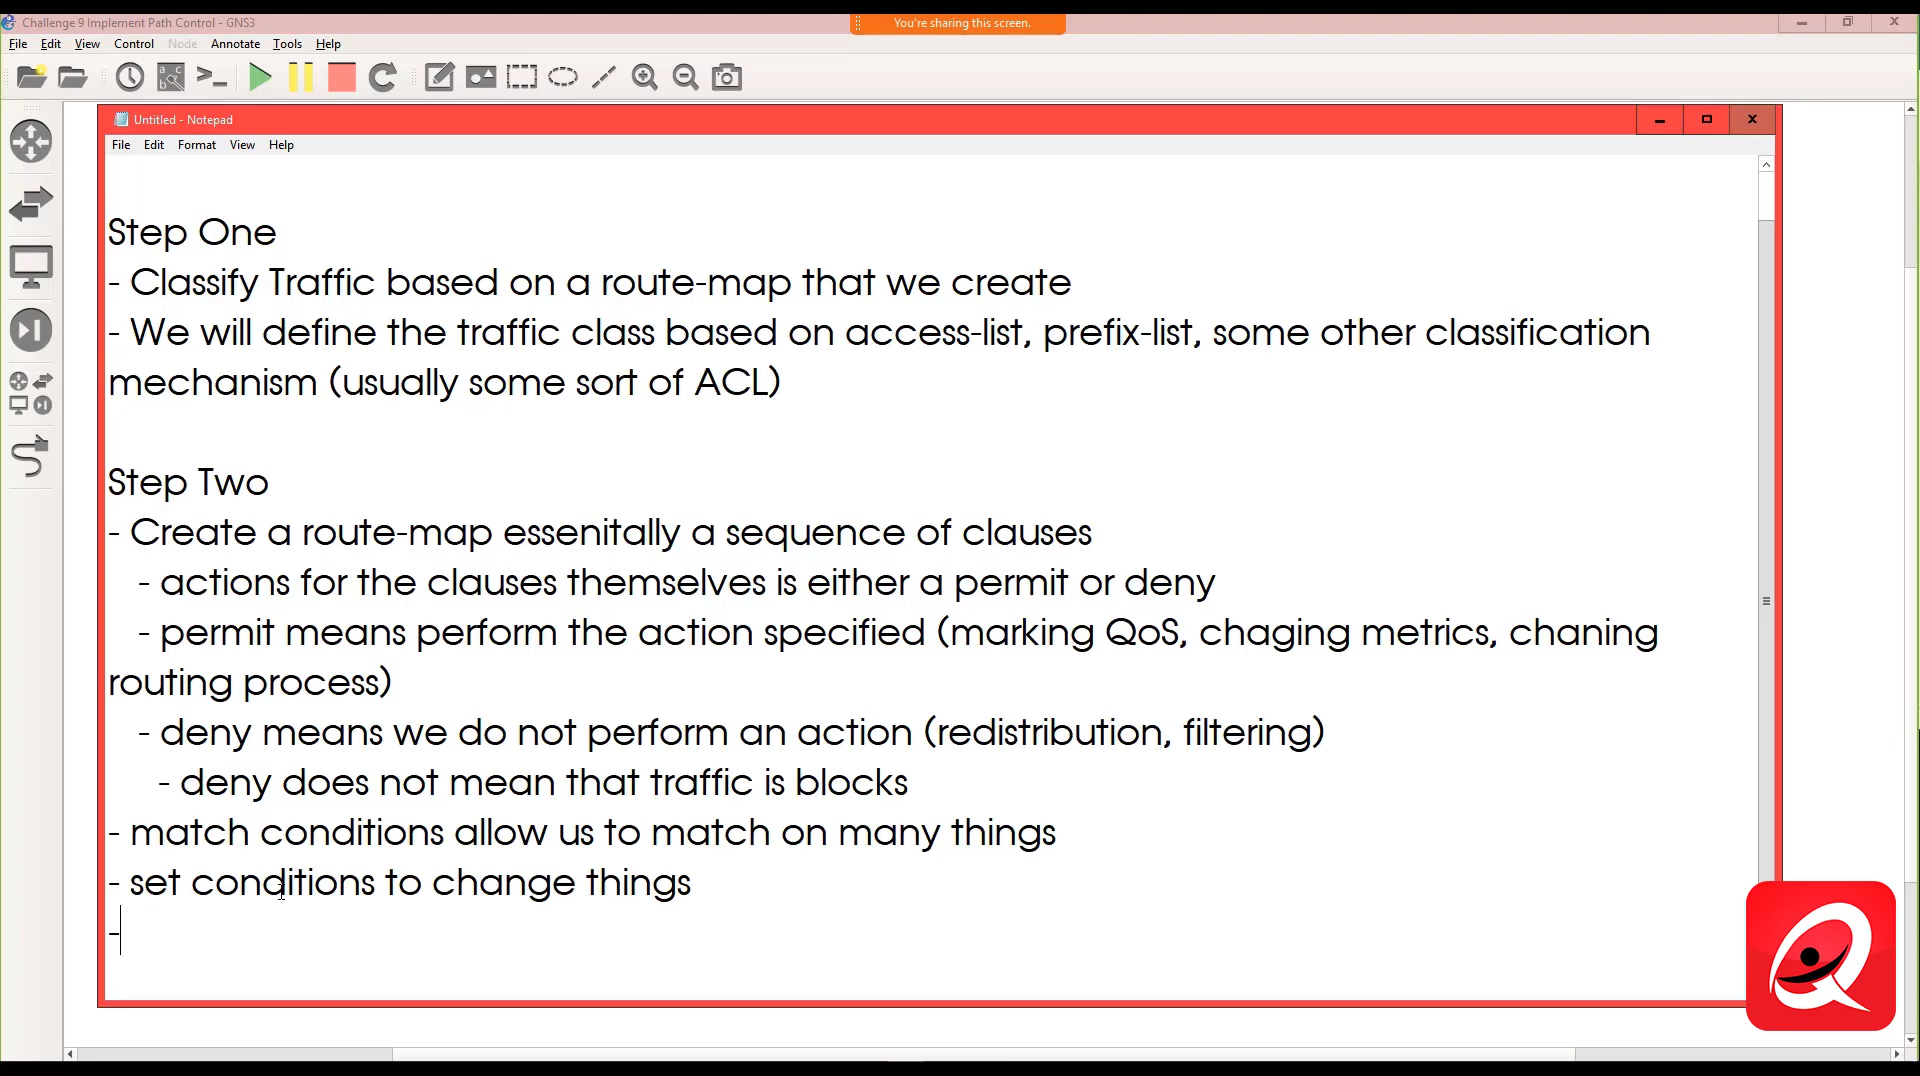 Challenge 9 Implement Path Control - GNS3
You're sharing this screen.
File Edit View Control Node Annotate Tools Help
Untitled - Notepad
File Edit Format View Help
Step One
- Classify Traffic based on a route-map that we create
- We will define the traffic class based on access-list, prefix-list, some other classification
mechanism (usually some sort of ACL)
Step Two
- Create a route-map essenitally a sequence of clauses
- actions for the clauses themselves is either a permit or deny
- permit means perform the action specified (marking QoS, chaging metrics, chaning
routing process)
- deny means we do not perform an action (redistribution, filtering)
- deny does not mean that traffic is blocks
- match conditions allow us to match on many things
- set conditions to change things
-